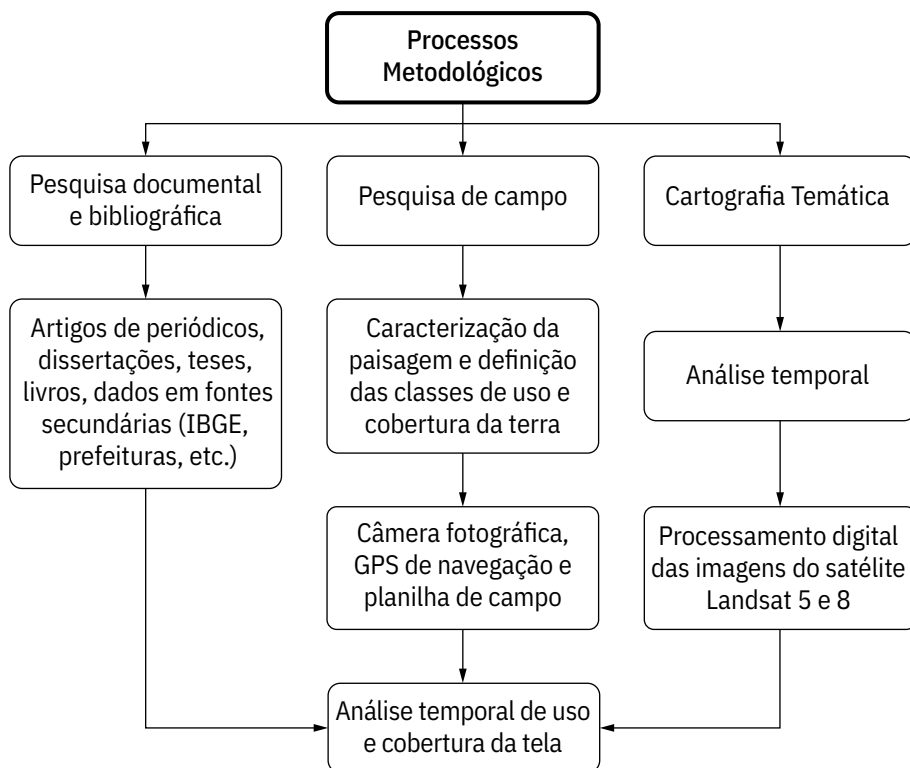 Processos
Metodológicos
Pesquisa documental
e bibliográfica
Pesquisa de campo
Cartografia Temática
Artigos de periódicos,
dissertações, teses,
livros, dados em fontes
secundárias (IBGE,
prefeituras, etc.)
Caracterização da
paisagem e definição
das classes de uso e
cobertura da terra
Análise temporal
Câmera fotográfica,
GPS de navegação e
planilha de campo
Processamento digital
das imagens do satélite
Landsat 5 e 8
Análise temporal de uso
e cobertura da tela